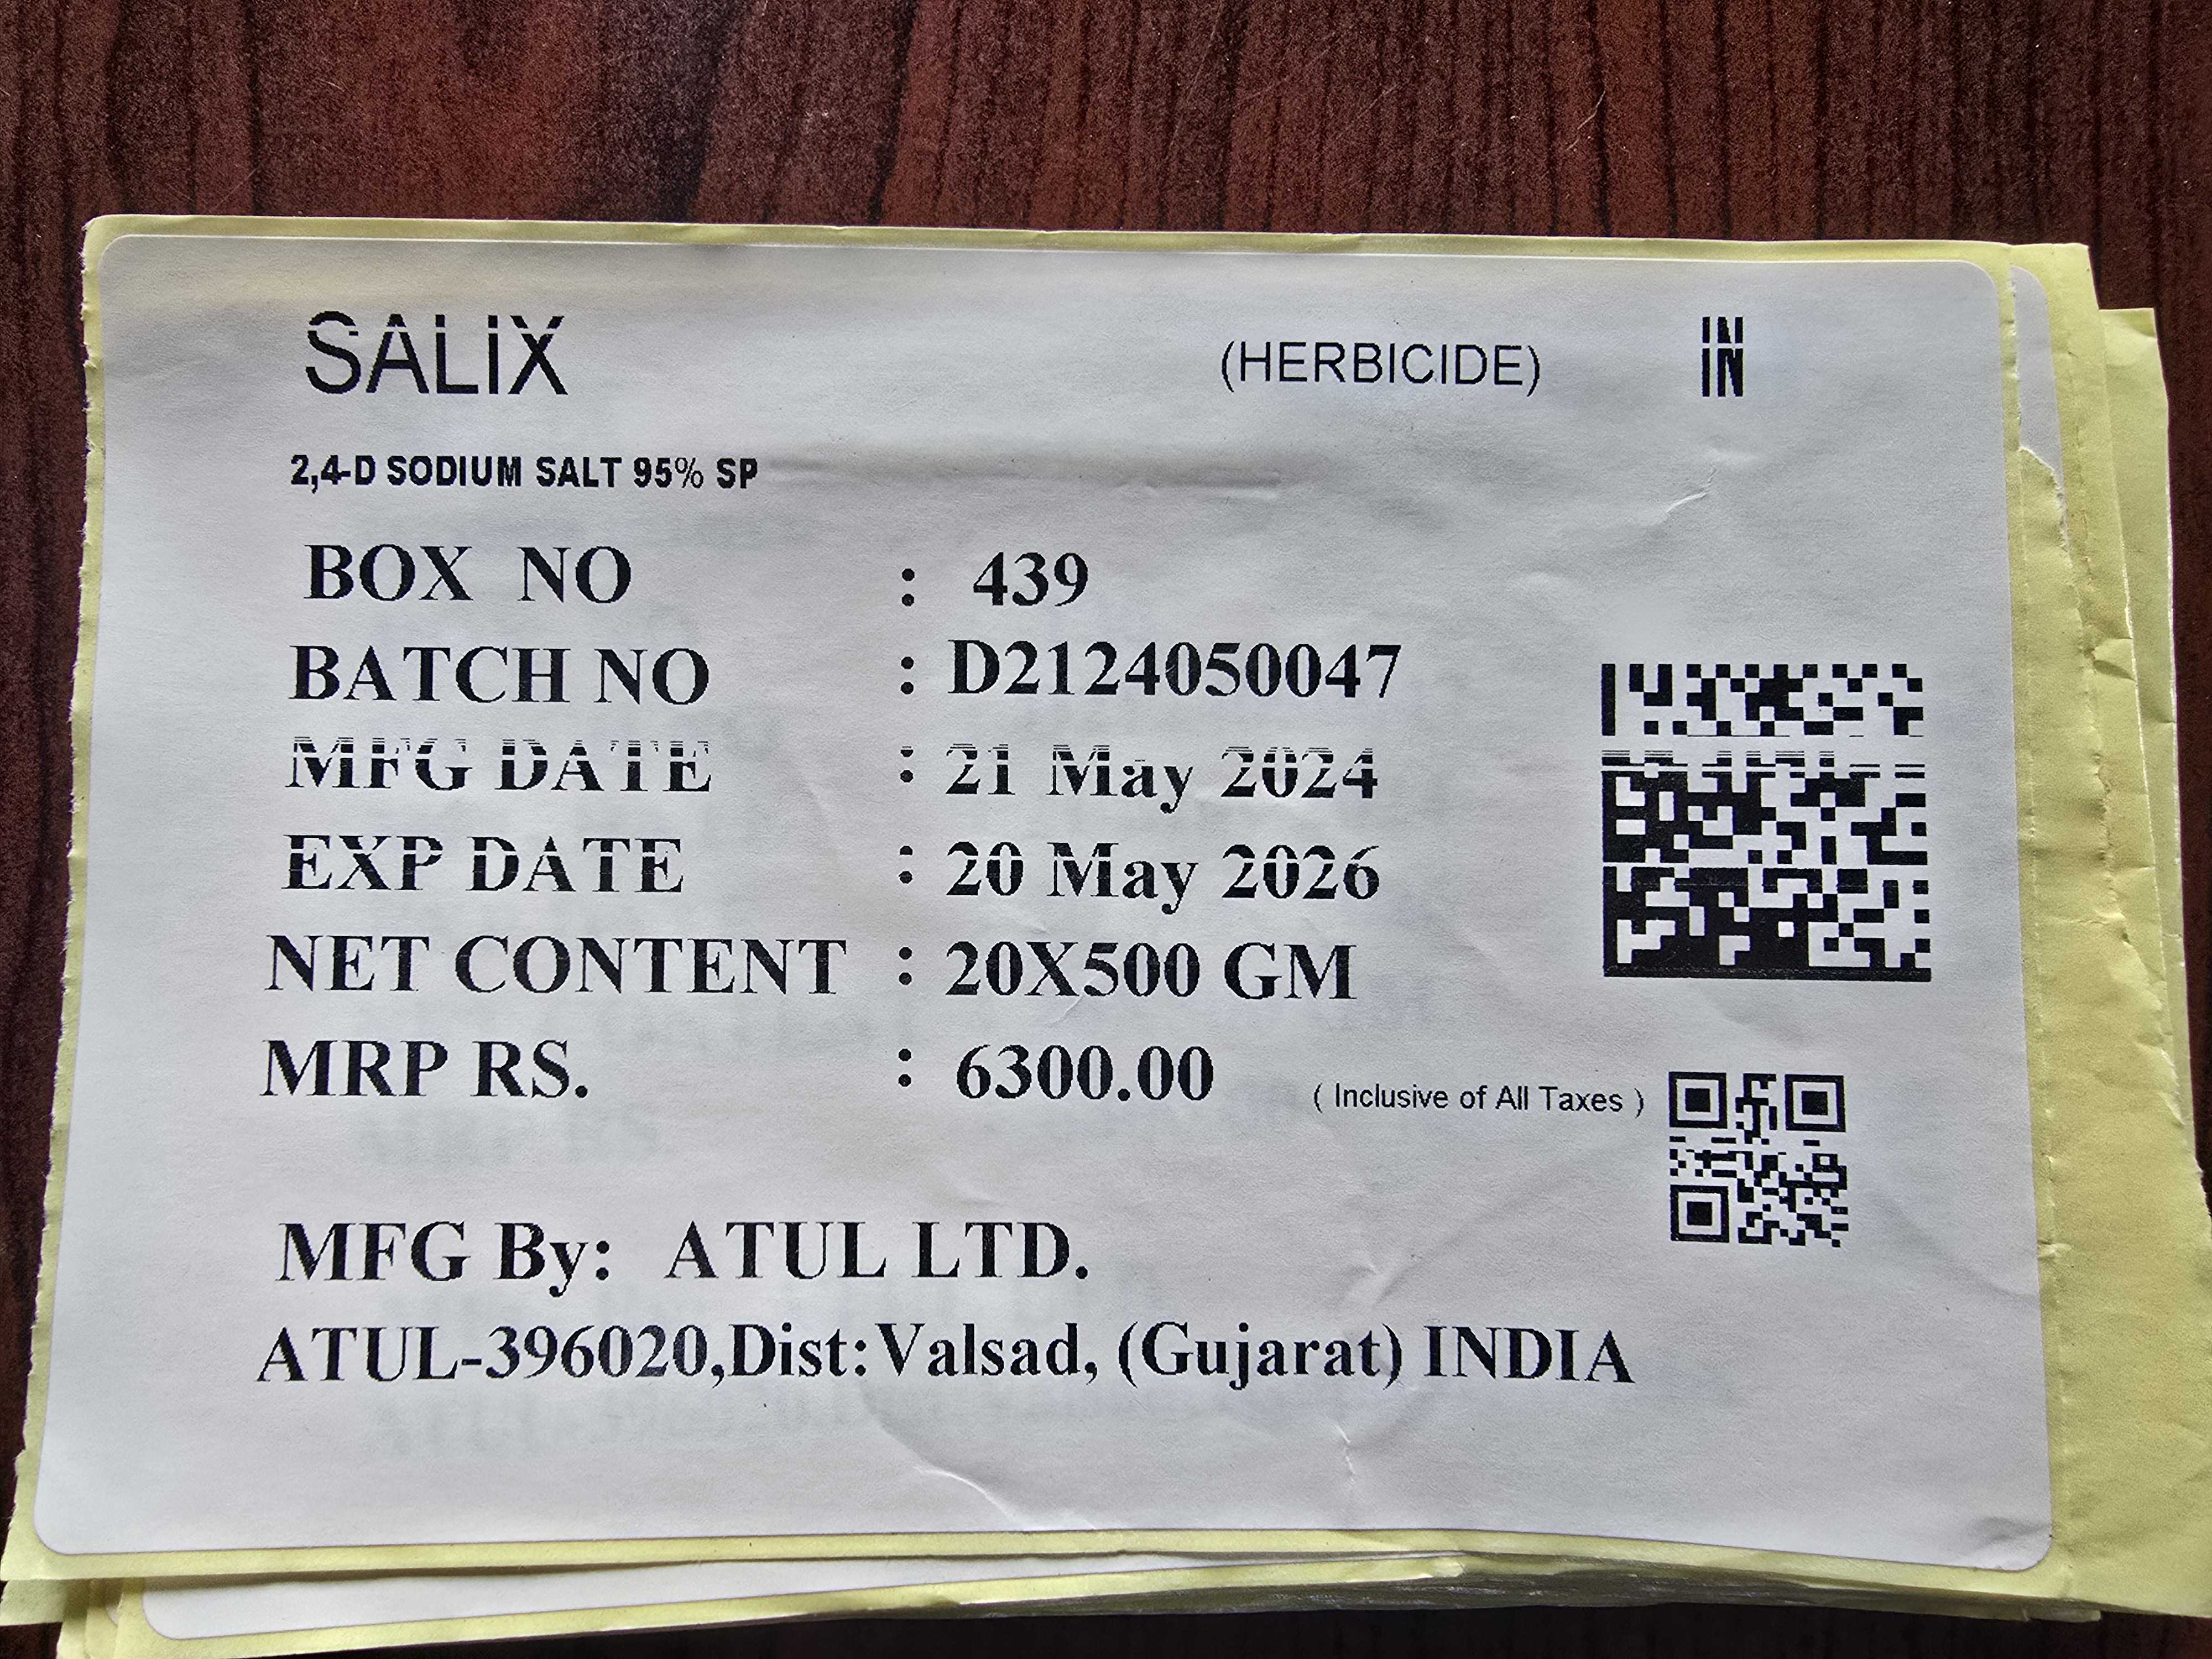 SALIX (HERBICIDE) IN
2,4-D SODIUM SALT 95% SP
BOX NO : 439
BATCH NO : D2124050047
MFG DATE : 21 May 2024
EXP DATE : 20 May 2026
NET CONTENT : 20X500 GM
MRP RS. : 6300.00 ( Inclusive of All Taxes )
MFG By: ATUL LTD.
ATUL-396020,Dist:Valsad, (Gujarat) INDIA